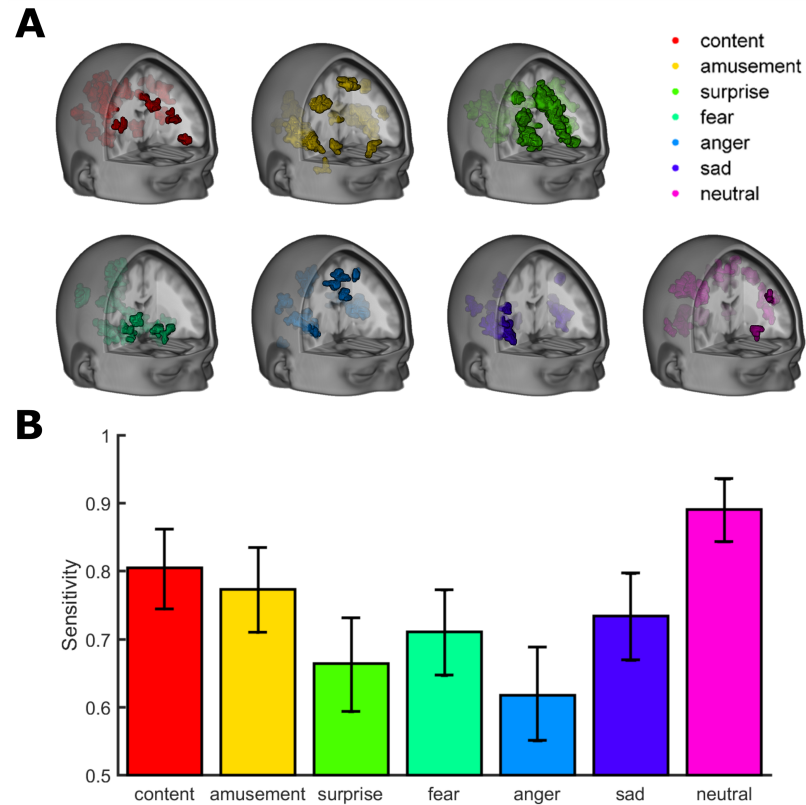 A
content
amusement
surprise
fear
anger
sad
neutral
B
1
0.9
0.8
0.7
0.6
0.5
Sensitivity
content amusement surprise fear anger sad neutral